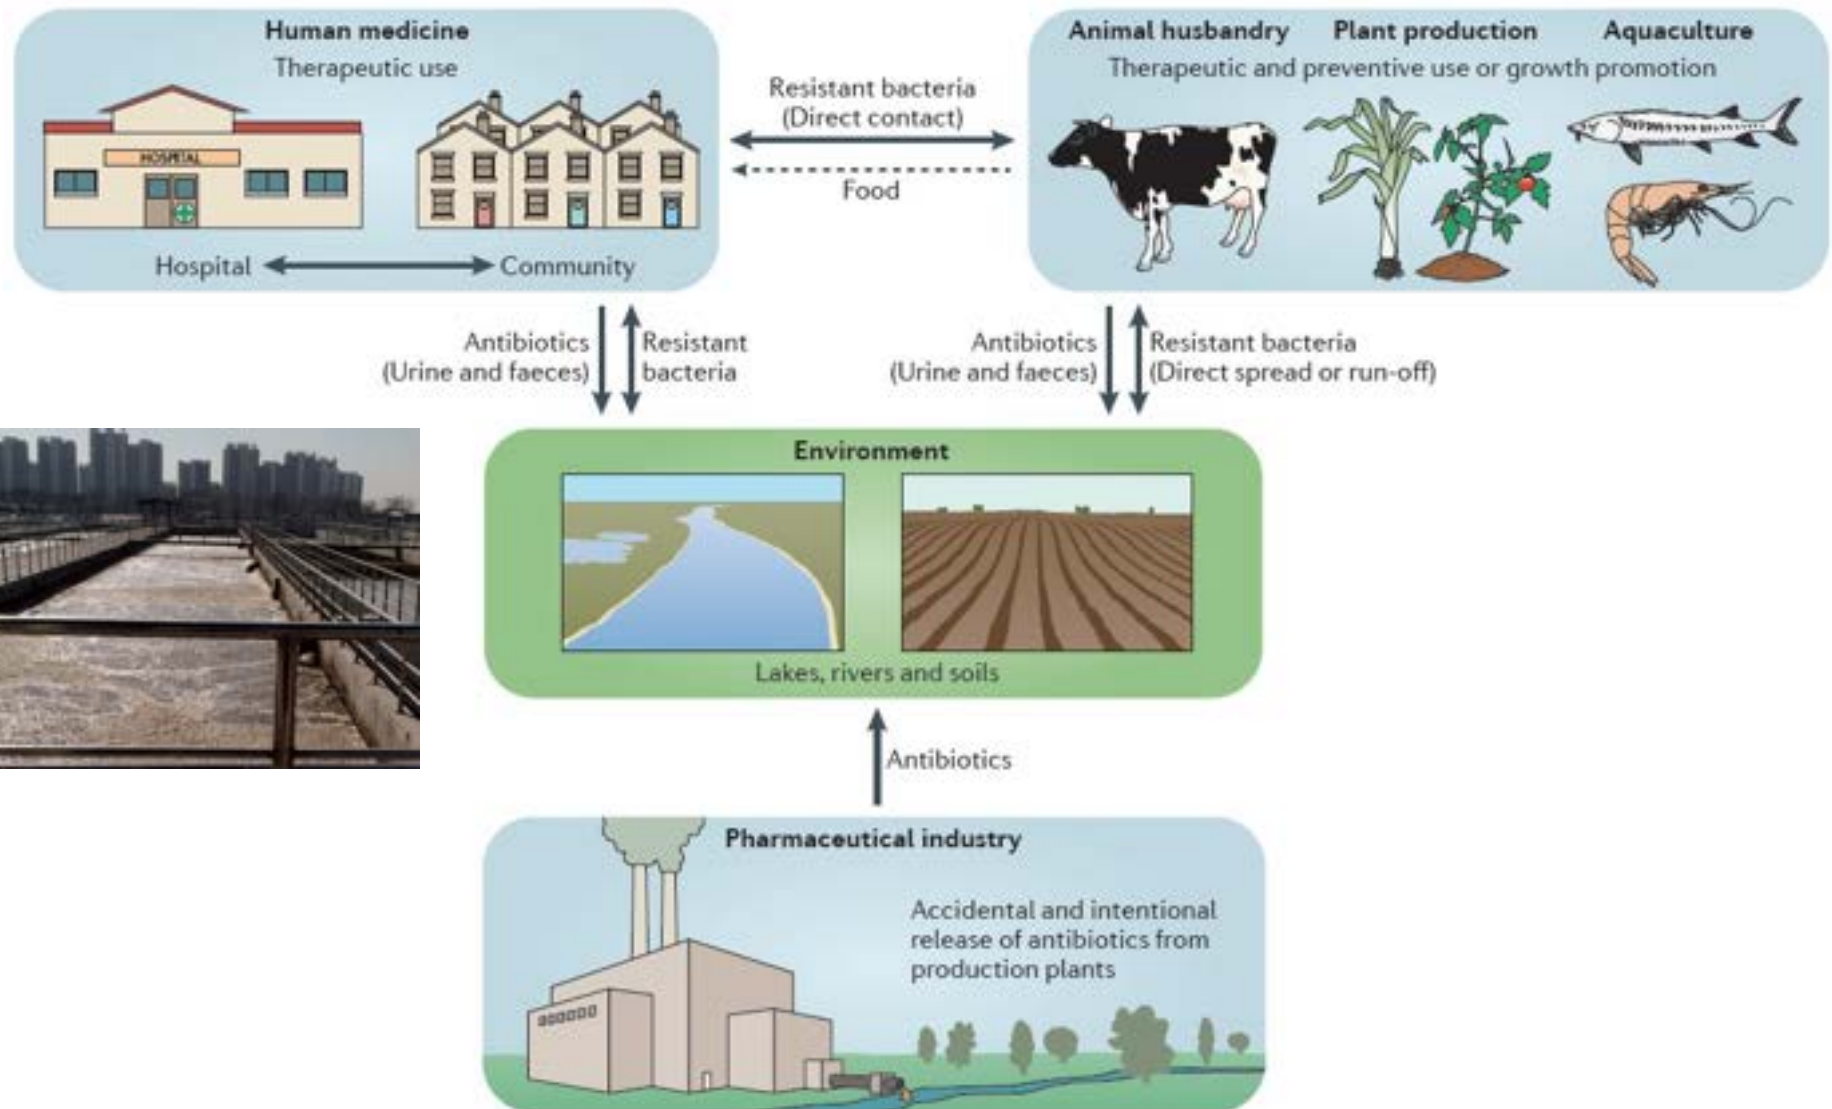 Human medicine
Therapeutic use
HOSPITAL
Hospital
Community
Resistant bacteria
(Direct contact)
Food
Animal husbandry
Plant production
Aquaculture
Therapeutic and preventive use or growth promotion
Antibiotics
(Urine and faeces)
Resistant
bacteria
Antibiotics
(Urine and faeces)
Resistant bacteria
(Direct spread or run-off)
Environment
Lakes, rivers and soils
Antibiotics
Pharmaceutical industry
Accidental and intentional
release of antibiotics from
production plants